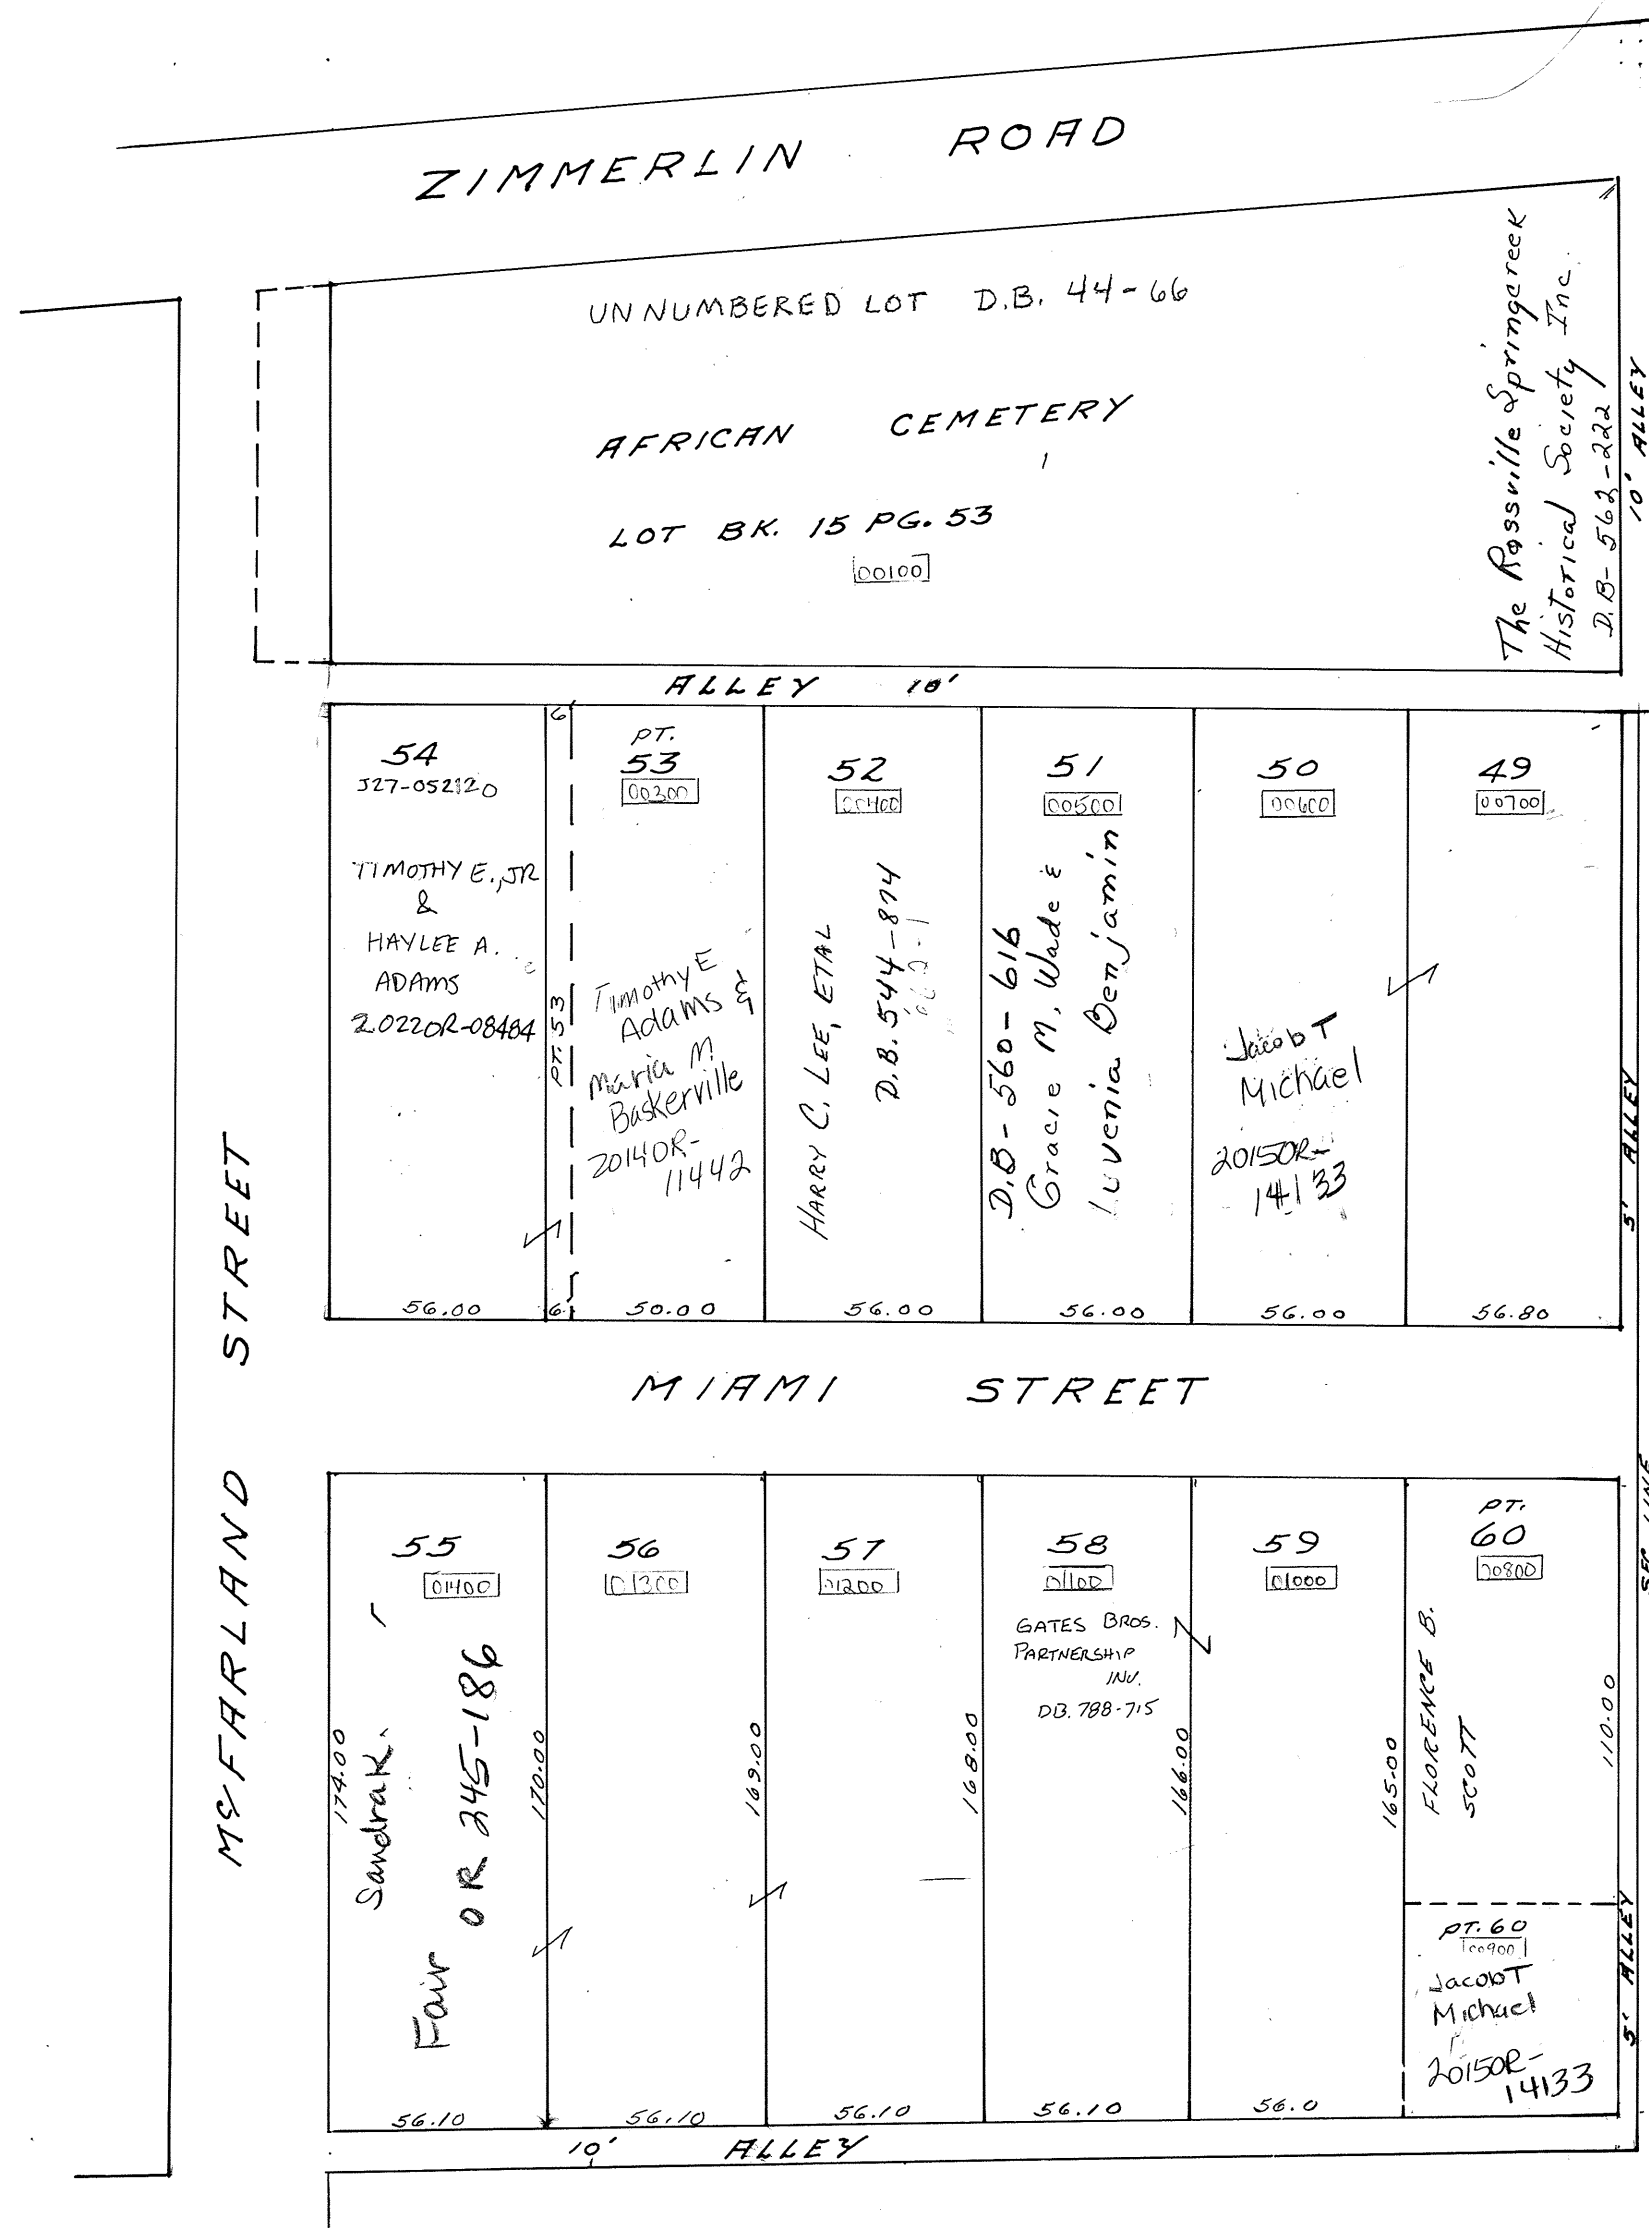 ZIMMERLIN ROAD
UNNUMBERED LOT D.B. 44-66
AFRICAN CEMETERY
LOT BK. 15 PG. 53
00100
The Rossville Springcreek
Historical Society Inc.
D.B-562-222
10' ALLEY
ALLEY 10'
54
J27-052120
TIMOTHY E., JR
&
HAYLEE A.
ADAMS
2022OR-08484
56.00
6
PT. 53
6
PT.
53
00300
Timothy E
Adams &
Maria M.
Baskerville
2014OR-
11442
50.00
52
00400
HARRY C. LEE, ETAL
D.B. 544-874
56.00
51
00500
D.B-560-616
Gracie M, Wade &
Luvenia Benjamin
56.00
50
00600
Jacob T
Michael
2015OR-
14133
56.00
49
00700
56.80
5' ALLEY
MIAMI STREET
McFARLAND STREET
55
01400
174.00
Sandra K.
Fair
OR 245-186
170.00
56.10
56
01300
169.00
56.10
57
01200
168.00
56.10
58
01100
GATES BROS.
PARTNERSHIP
INV.
DB. 788-715
166.00
56.10
59
01000
165.00
56.0
PT.
60
00800
FLORENCE B.
SCOTT
110.00
SEC LINE
PT. 60
00900
Jacob T
Michael
2015OR-
14133
5' ALLEY
10' ALLEY